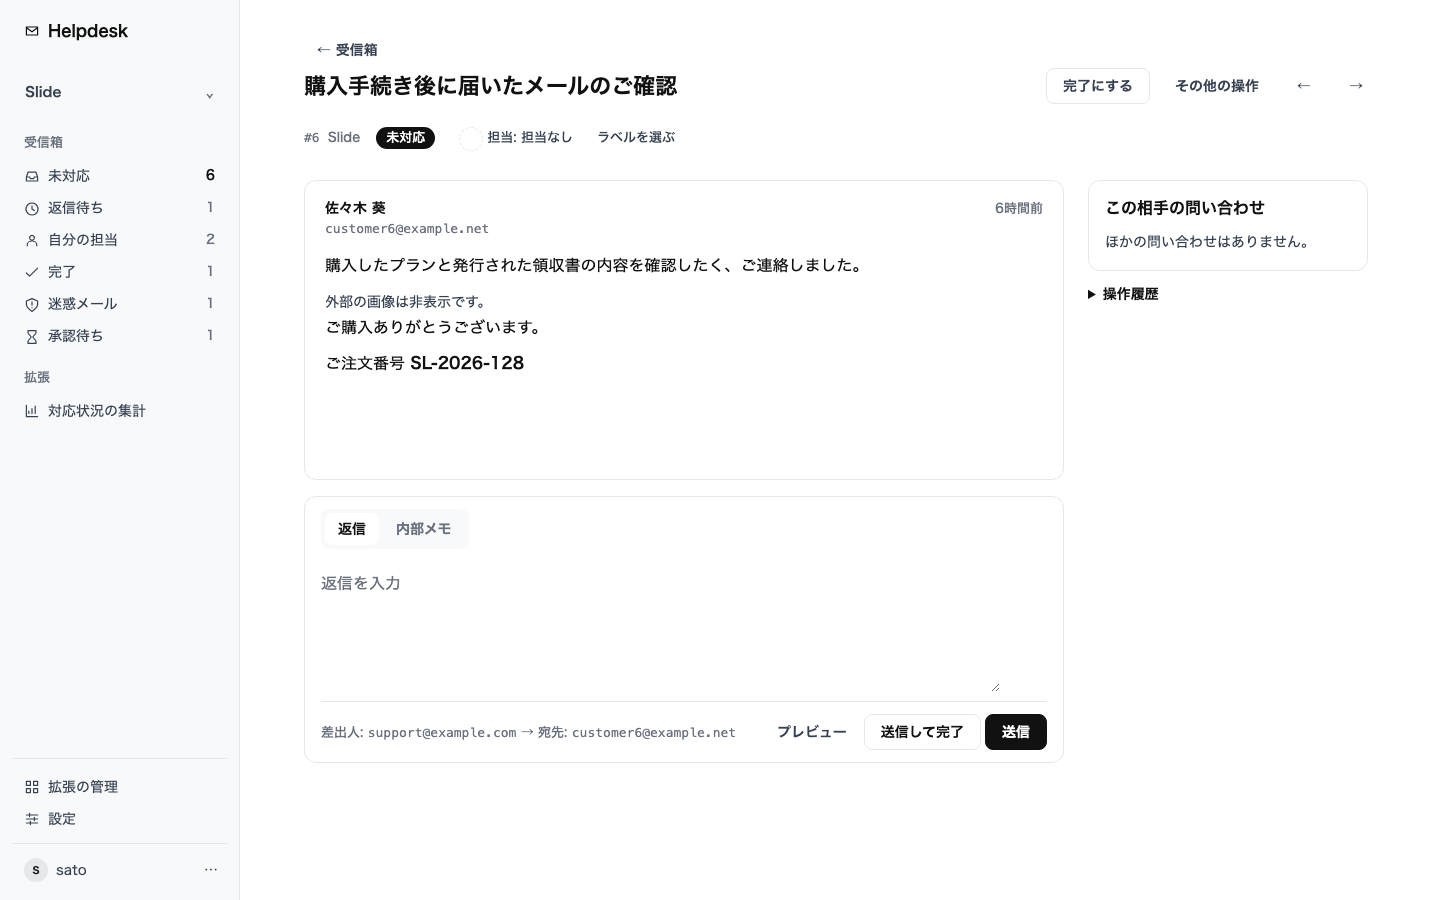 Helpdesk
Slide
受信箱
未対応 6
返信待ち 1
自分の担当 2
完了 1
迷惑メール 1
承認待ち 1
拡張
対応状況の集計
拡張の管理
設定
S sato ...
← 受信箱
購入手続き後に届いたメールのご確認
完了にする その他の操作 ← →
#6 Slide 未対応 担当: 担当なし ラベルを選ぶ
佐々木 葵 6時間前
customer6@example.net
購入したプランと発行された領収書の内容を確認したく、ご連絡しました。
外部の画像は非表示です。
ご購入ありがとうございます。
ご注文番号 SL-2026-128
返信 内部メモ
返信を入力
差出人: support@example.com → 宛先: customer6@example.net プレビュー 送信して完了 送信
この相手の問い合わせ
ほかの問い合わせはありません。
▶ 操作履歴